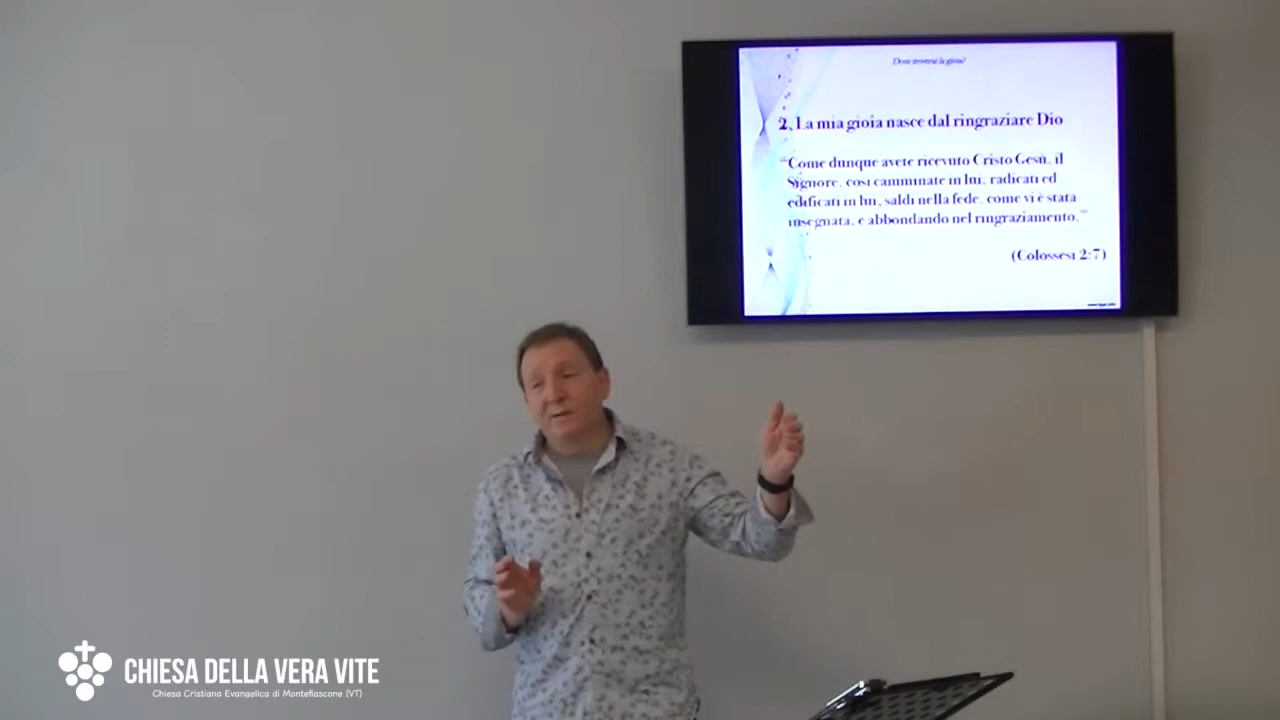 Dove troverai la gioia?
2. La mia gioia nasce dal ringraziare Dio
“Come dunque avete ricevuto Cristo Gesù, il
Signore, così camminate in lui, radicati ed
edificati in lui, saldi nella fede, come vi è stata
insegnata, e abbondando nel ringraziamento.”
(Colossesi 2:7)
CHIESA DELLA VERA VITE
Chiesa Cristiana Evangelica di Montefiascone (VT)